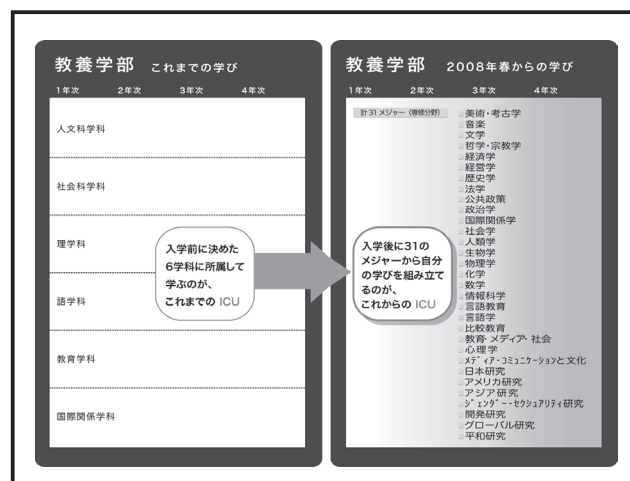 教養学部 これまでの学び
1年次 2年次 3年次 4年次
人文科学科
社会科学科
理学科
語学科
教育学科
国際関係学科
入学前に決めた
6学科に所属して
学ぶのが、
これまでの ICU
教養学部 2008年春からの学び
1年次 2年次 3年次 4年次
計31メジャー（専修分野）
美術・考古学
音楽
文学
哲学・宗教学
経済学
経営学
歴史学
法学
公共政策
政治学
国際関係学
社会学
人類学
生物学
物理学
化学
数学
情報科学
言語教育
言語学
比較教育
教育・メディア・社会
心理学
メディア・コミュニケーションと文化
日本研究
アメリカ研究
アジア研究
ジェンダー・セクシュアリティ研究
開発研究
グローバル研究
平和研究
入学後に31の
メジャーから自分
の学びを組み立て
るのが、
これからの ICU